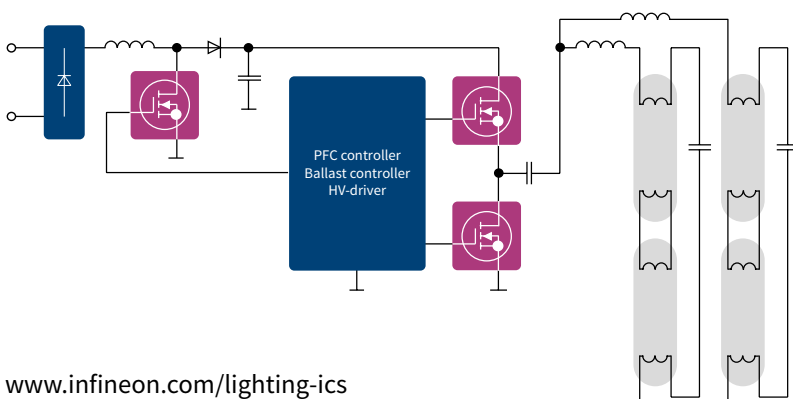 PFC controller
Ballast controller
HV-driver
www.infineon.com/lighting-ics